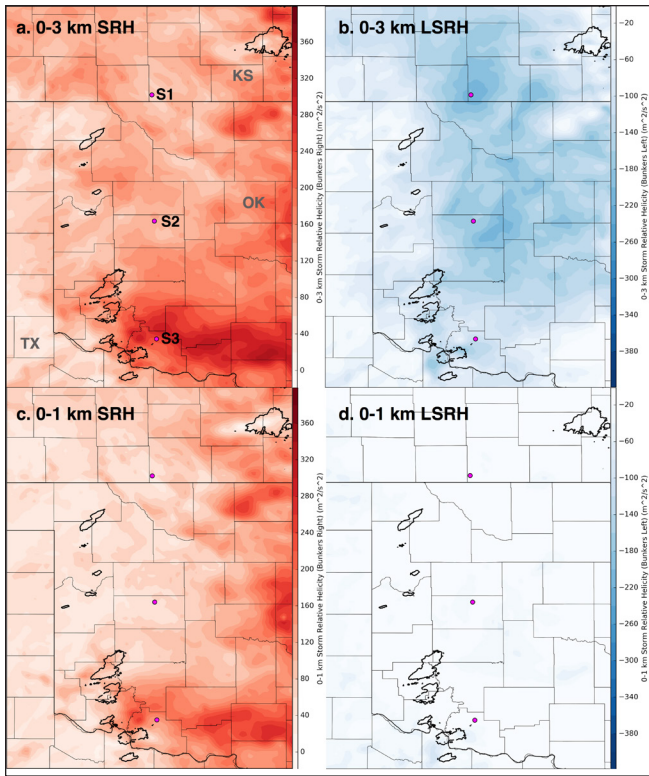 a. 0-3 km SRH
KS
S1
OK
S2
TX
S3
360
320
280
240
200
160
120
80
40
0
0-3 km Storm Relative Helicity (Bunkers Right) (m^2/s^2)
b. 0-3 km LSRH
−20
−60
−100
−140
−180
−220
−260
−300
−340
−380
0-3 km Storm Relative Helicity (Bunkers Left) (m^2/s^2)
c. 0-1 km SRH
360
320
280
240
200
160
120
80
40
0
0-1 km Storm Relative Helicity (Bunkers Right) (m^2/s^2)
d. 0-1 km LSRH
−20
−60
−100
−140
−180
−220
−260
−300
−340
−380
0-1 km Storm Relative Helicity (Bunkers Left) (m^2/s^2)